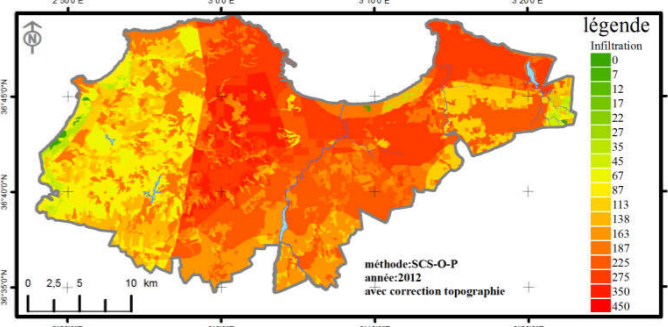 3°0'0"E
3°10'0"E
3°20'0"E
légende
N
Infiltration
0
7
12
17
22
27
35
45
67
87
113
138
163
187
225
275
350
450
36°45'0"N
36°40'0"N
36°35'0"N
méthode:SCS-O-P
année:2012
avec correction topographie
0 2,5 5 10 km